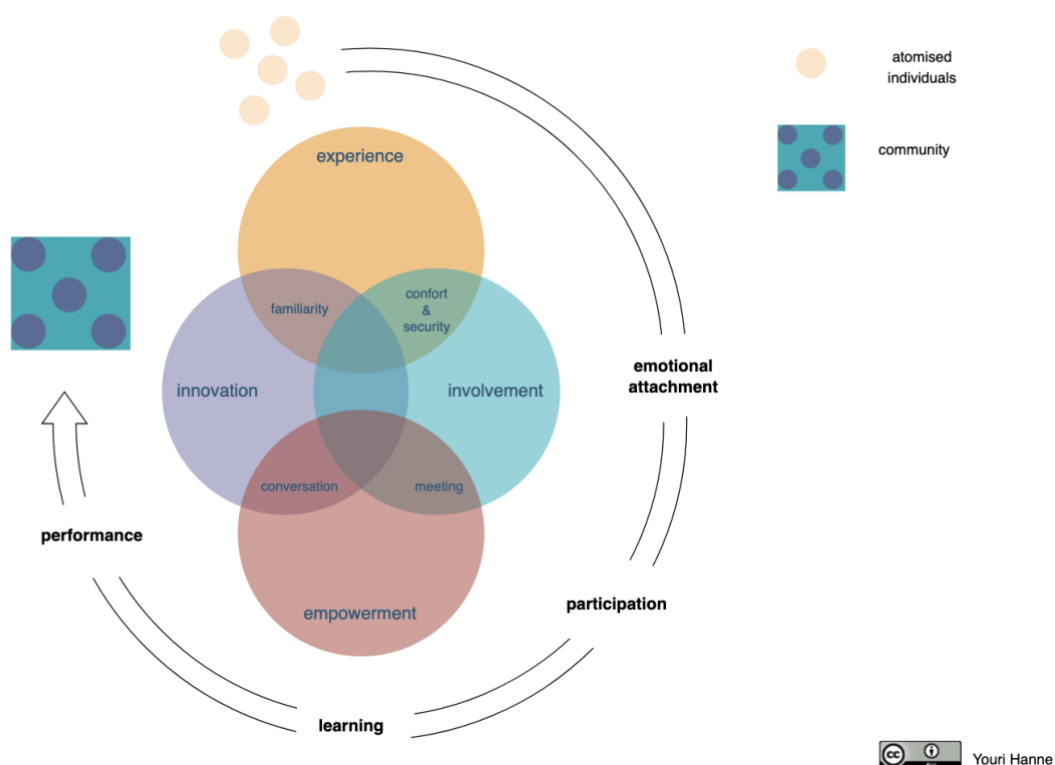 atomised
individuals
community
experience
familiarity
confort
&
security
innovation
involvement
conversation
meeting
empowerment
emotional
attachment
participation
learning
performance
cc
Youri Hanne